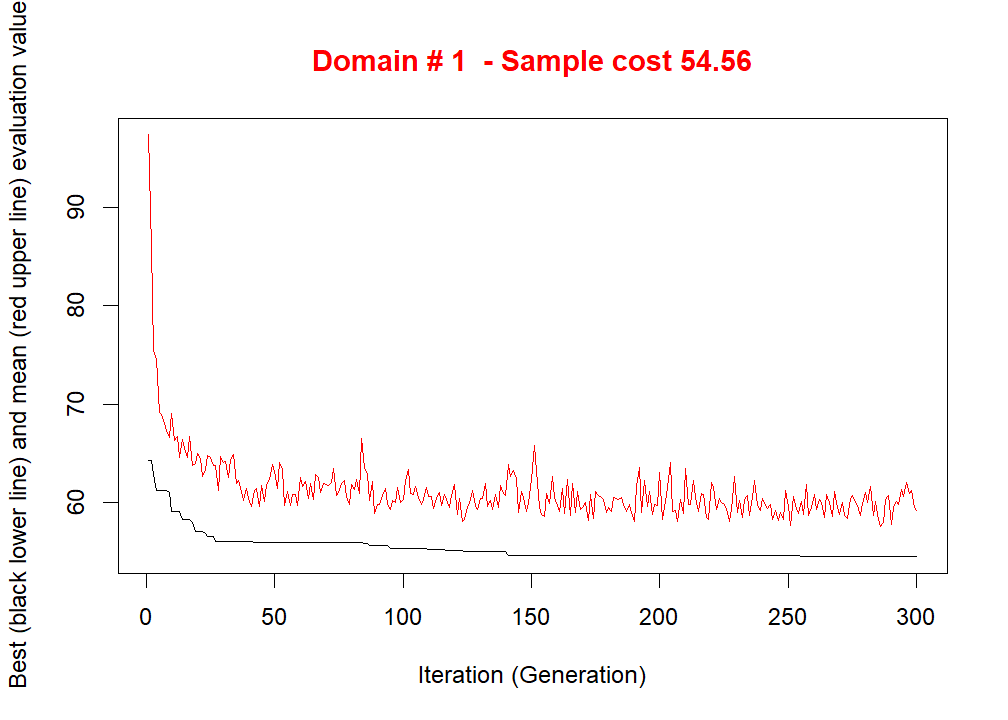 Domain # 1  - Sample cost 54.56
Best (black lower line) and mean (red upper line) evaluation value
90
80
70
60
0 50 100 150 200 250 300
Iteration (Generation)